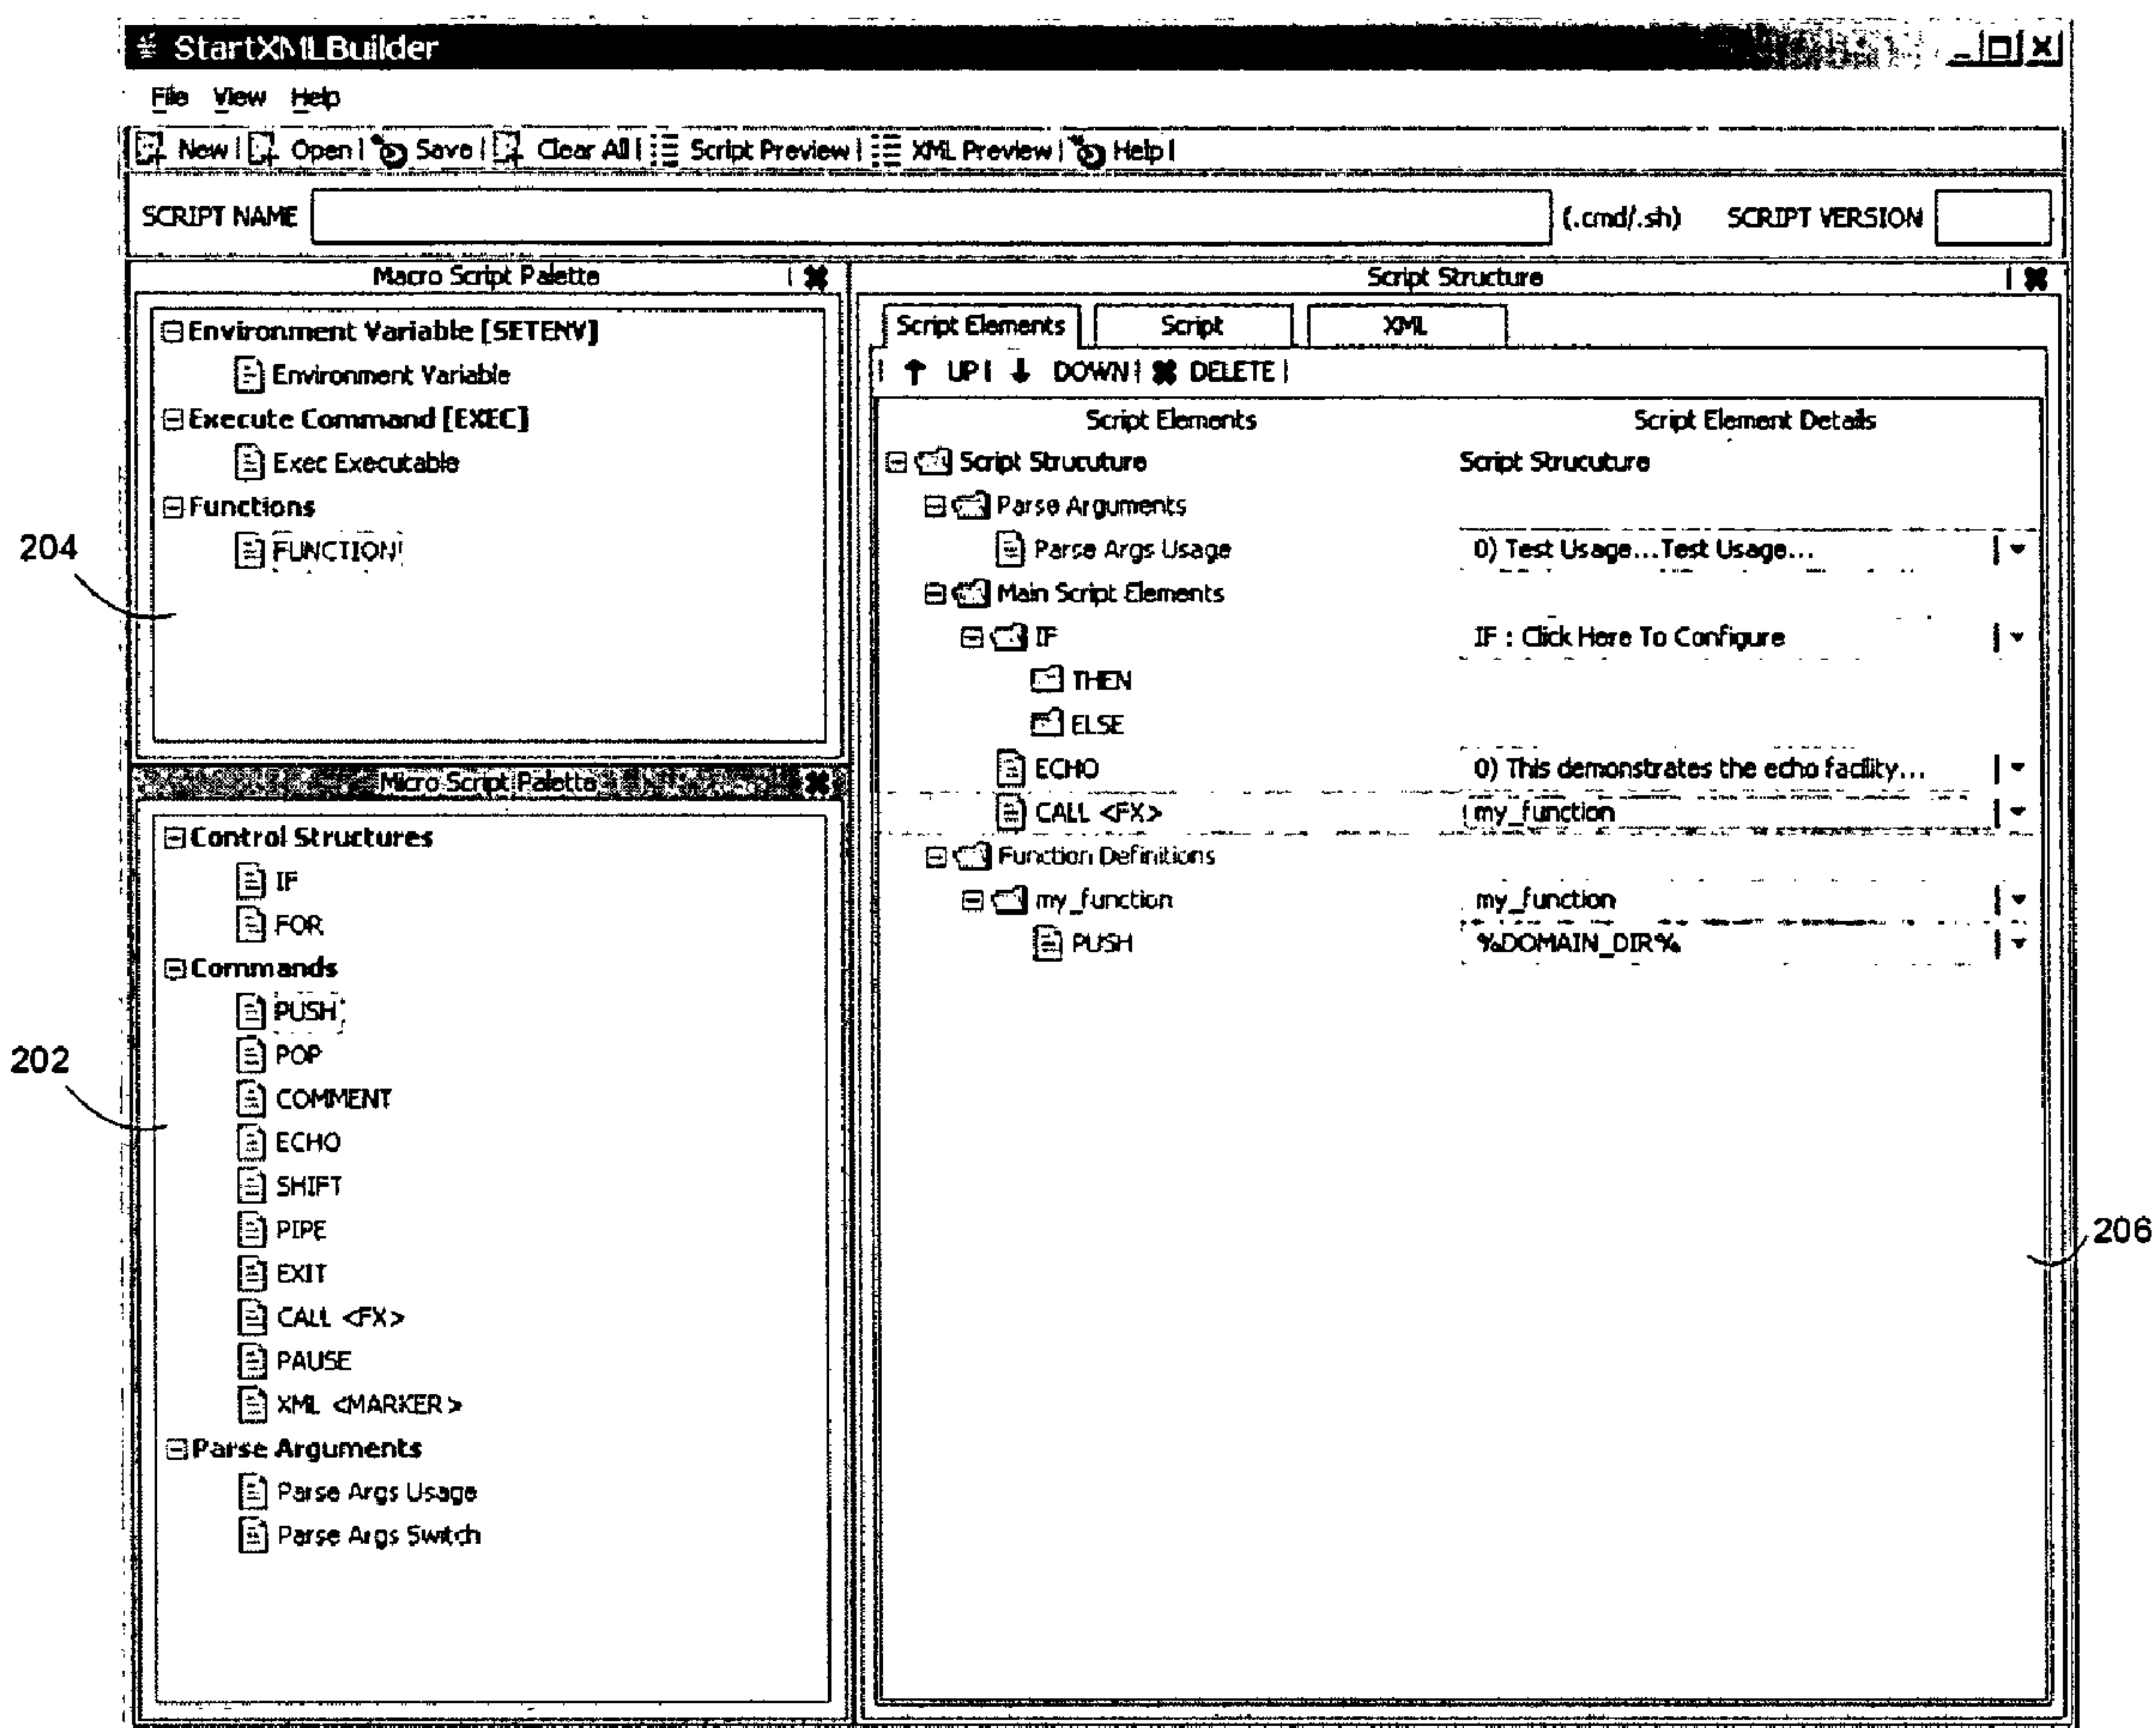 StartXMLBuilder
File View Help
New | Open | Save | Clear All | Script Preview | XML Preview | Help |
SCRIPT NAME (.cmd/.sh) SCRIPT VERSION
Macro Script Palette
Environment Variable [SETENV]
Environment Variable
Execute Command [EXEC]
Exec Executable
Functions
FUNCTION
204
Micro Script Palette
Control Structures
IF
FOR
Commands
PUSH
POP
COMMENT
ECHO
SHIFT
PIPE
EXIT
CALL <FX>
PAUSE
XML <MARKER>
Parse Arguments
Parse Args Usage
Parse Args Switch
202
Script Structure
Script Elements Script XML
UP | DOWN | DELETE |
Script Elements Script Element Details
Script Strucuture Script Strucuture
Parse Arguments
Parse Args Usage 0) Test Usage...Test Usage...
Main Script Elements
IF IF : Click Here To Configure
THEN
ELSE
ECHO 0) This demonstrates the echo facility...
CALL <FX> my_function
Function Definitions
my_function my_function
PUSH %DOMAIN_DIR%
206